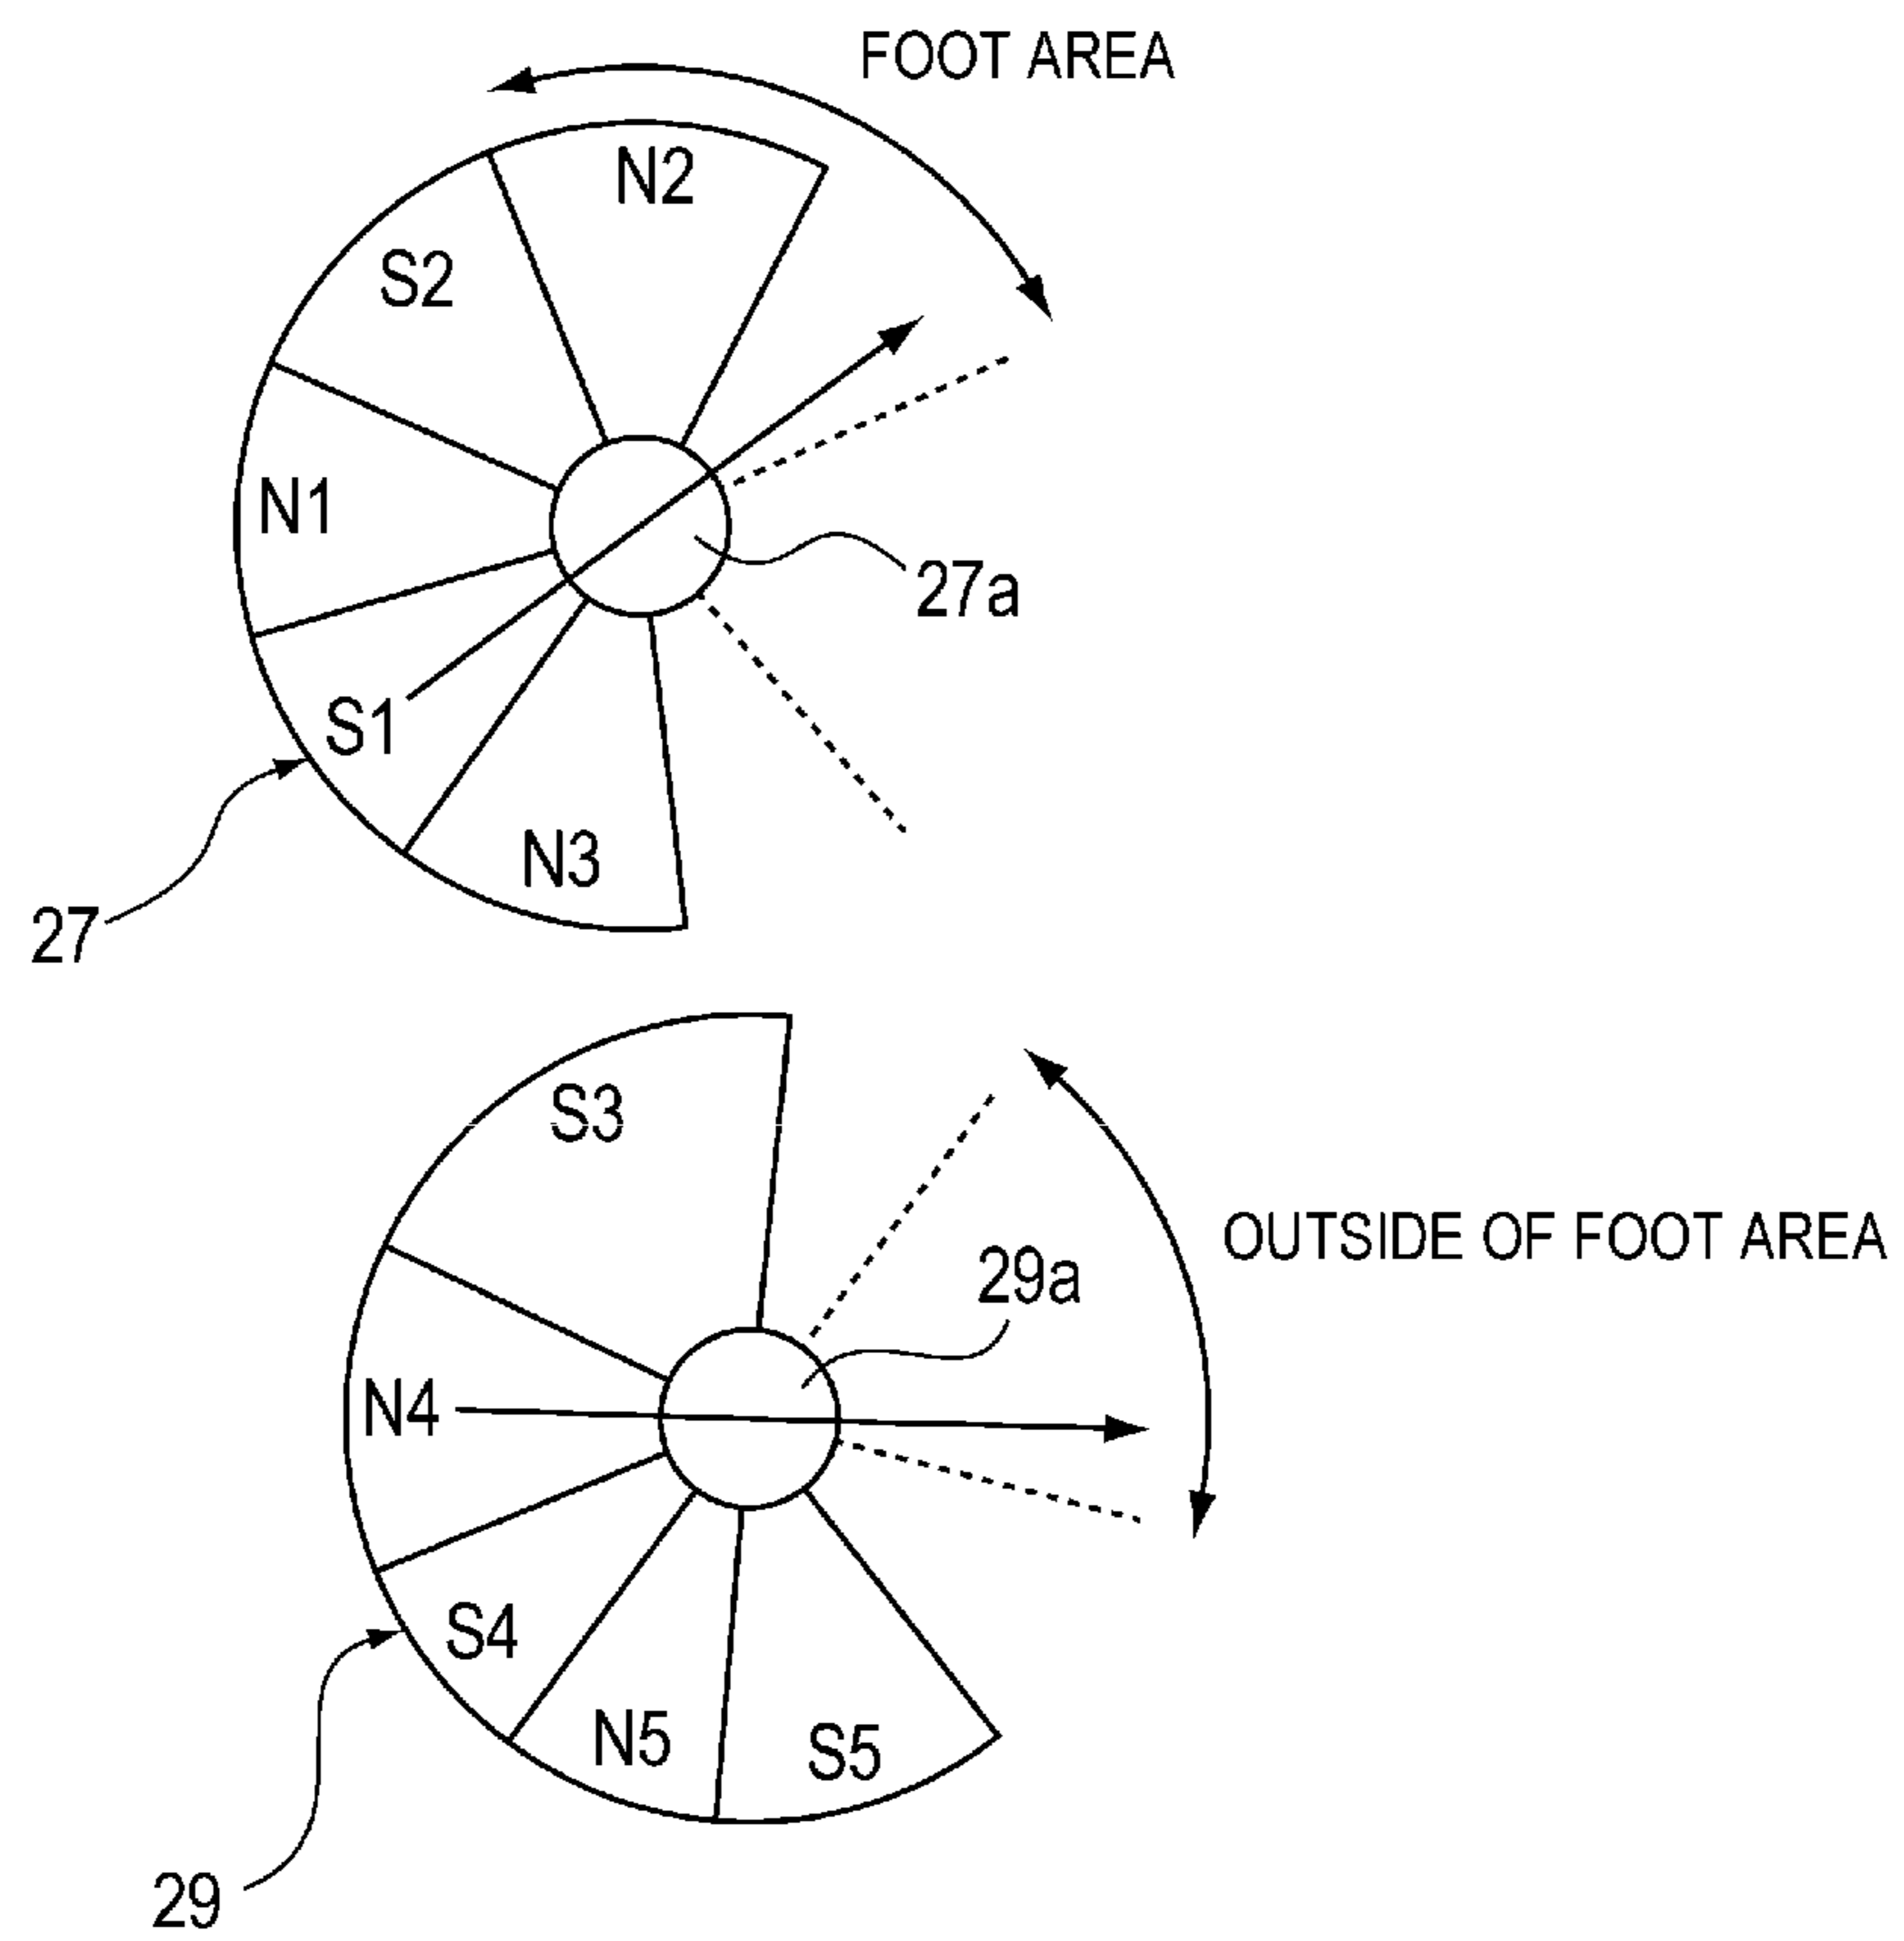 FOOT AREA
N2
S2
N1
27a
S1
N3
27
S3
OUTSIDE OF FOOT AREA
29a
N4
S4
N5
S5
29